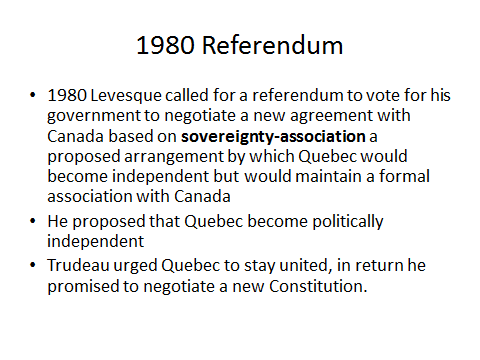 1980 Referendum
• 1980 Levesque called for a referendum to vote for his
government to negotiate a new agreement with
Canada based on sovereignty-association a
proposed arrangement by which Quebec would
become independent but would maintain a formal
association with Canada
• He proposed that Quebec become politically
independent
• Trudeau urged Quebec to stay united, in return he
promised to negotiate a new Constitution.